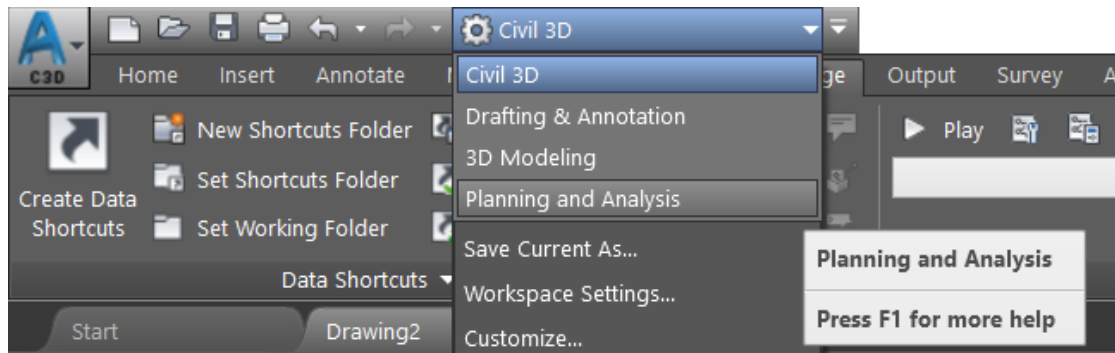 Civil 3D
C3D
Home Insert Annotate Output Survey
Civil 3D
Drafting & Annotation
3D Modeling
Planning and Analysis
Save Current As...
Workspace Settings...
Customize...
Create Data
Shortcuts
New Shortcuts Folder
Set Shortcuts Folder
Set Working Folder
Data Shortcuts
Play
Planning and Analysis
Press F1 for more help
Start Drawing2